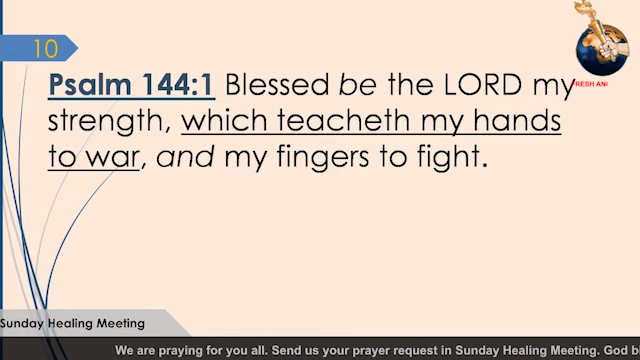 10
RESH ANI
Psalm 144:1 Blessed be the LORD my
strength, which teacheth my hands
to war, and my fingers to fight.
Sunday Healing Meeting
We are praying for you all. Send us your prayer request in Sunday Healing Meeting. God b